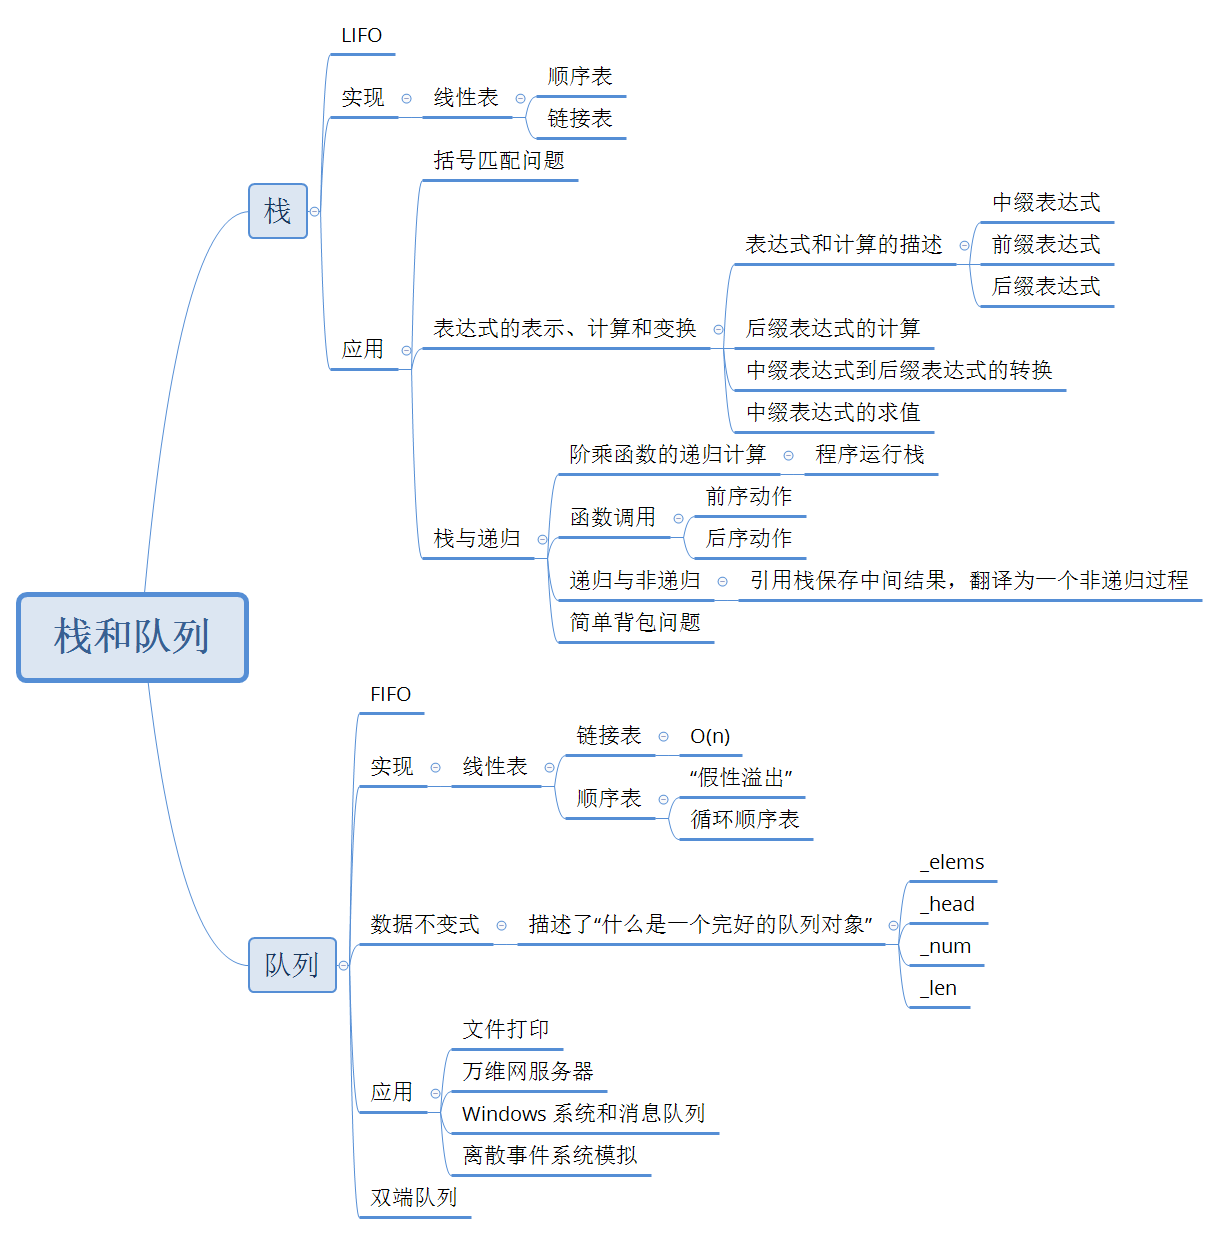 栈和队列
栈
LIFO
实现
线性表
顺序表
链接表
应用
括号匹配问题
表达式的表示、计算和变换
表达式和计算的描述
中缀表达式
前缀表达式
后缀表达式
后缀表达式的计算
中缀表达式到后缀表达式的转换
中缀表达式的求值
栈与递归
阶乘函数的递归计算
程序运行栈
函数调用
前序动作
后序动作
递归与非递归
引用栈保存中间结果，翻译为一个非递归过程
简单背包问题
队列
FIFO
实现
线性表
链接表
O(n)
顺序表
“假性溢出”
循环顺序表
数据不变式
描述了“什么是一个完好的队列对象”
_elems
_head
_num
_len
应用
文件打印
万维网服务器
Windows 系统和消息队列
离散事件系统模拟
双端队列